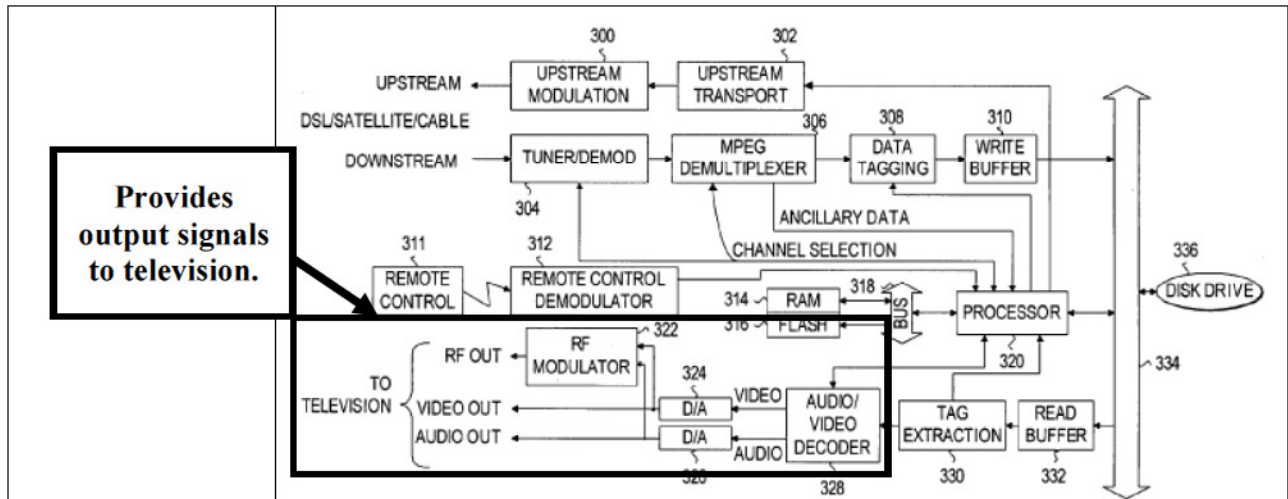 300
302
UPSTREAM
UPSTREAM
MODULATION
UPSTREAM
TRANSPORT
DSL/SATELLITE/CABLE
306
308
310
DOWNSTREAM
TUNER/DEMOD
MPEG
DEMULTIPLEXER
DATA
TAGGING
WRITE
BUFFER
304
Provides
output signals
to television.
ANCILLARY DATA
CHANNEL SELECTION
311
312
318
336
REMOTE
CONTROL
REMOTE CONTROL
DEMODULATOR
314
RAM
316
FLASH
BUS
PROCESSOR
320
DISK DRIVE
334
322
RF OUT
RF
MODULATOR
TO
TELEVISION
324
VIDEO OUT
D/A
VIDEO
AUDIO OUT
D/A
AUDIO
AUDIO/
VIDEO
DECODER
328
TAG
EXTRACTION
330
READ
BUFFER
332